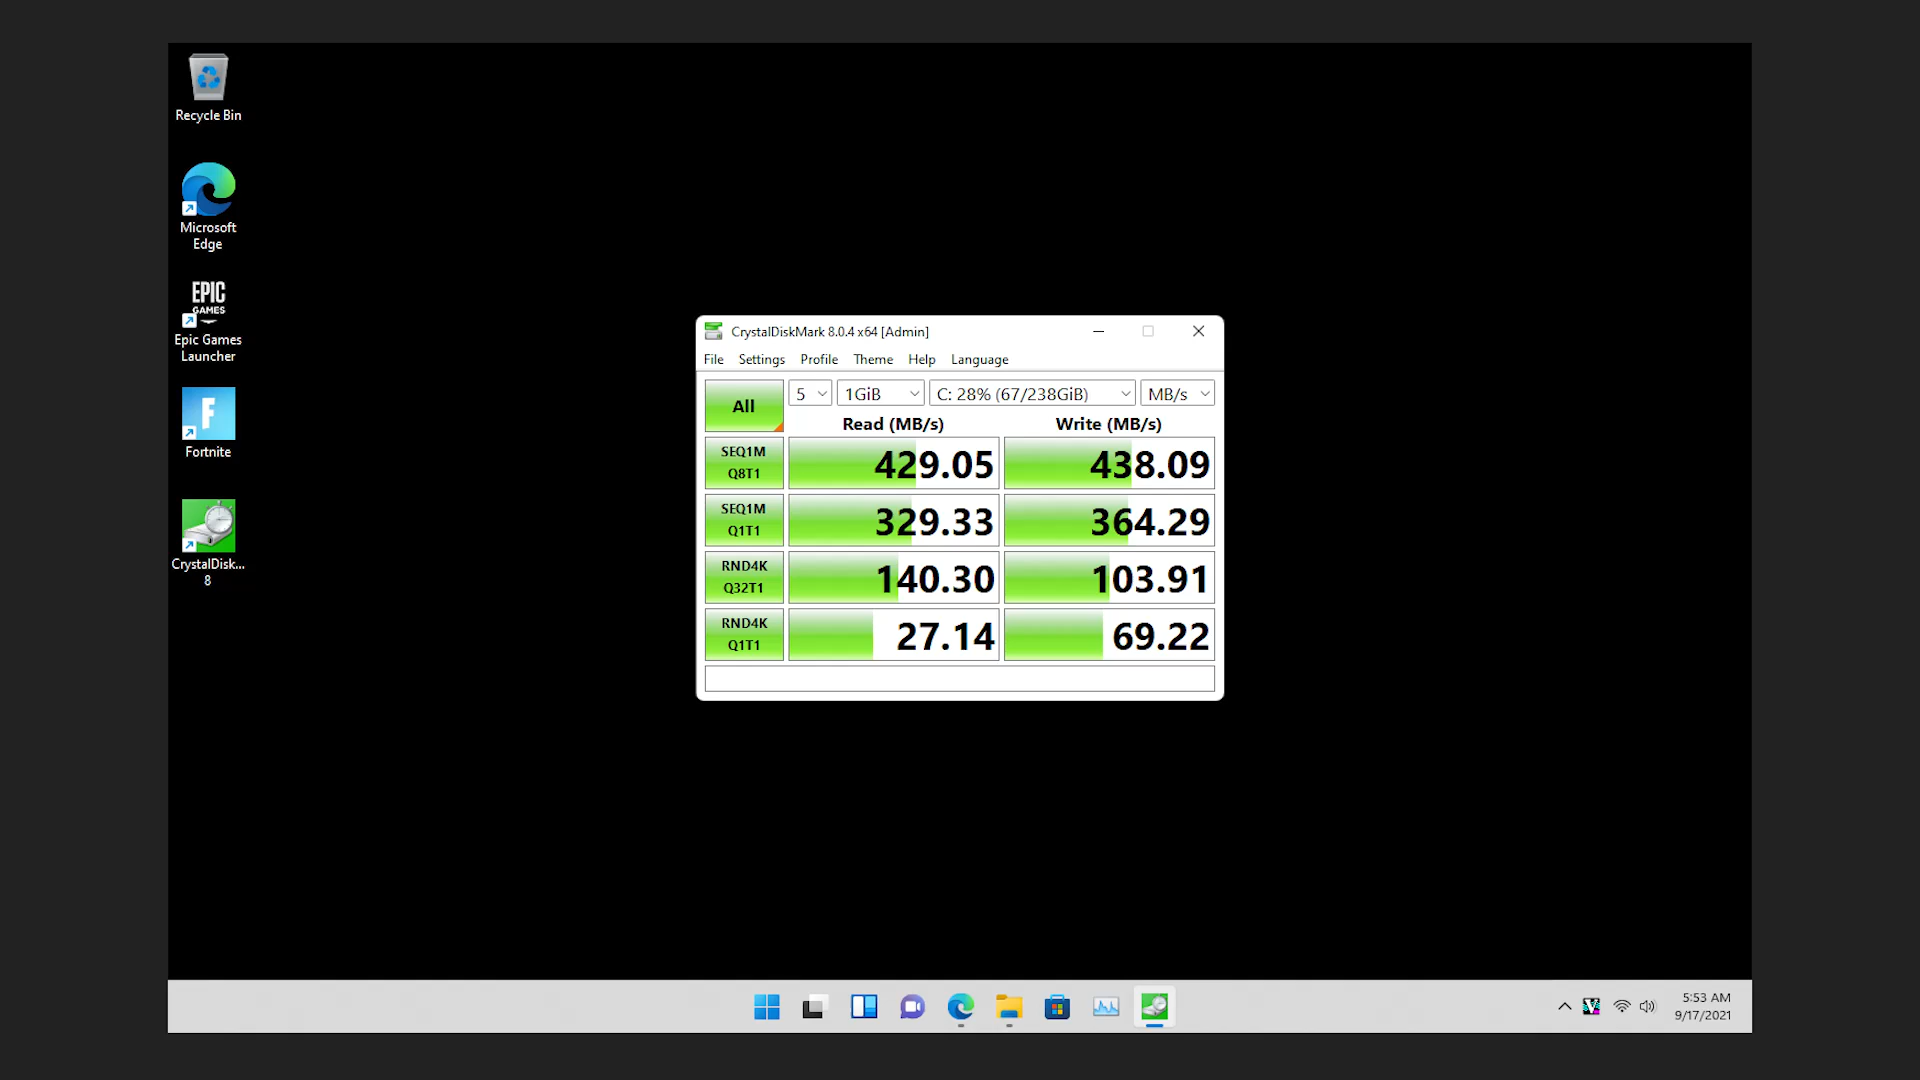 Recycle Bin
Microsoft
Edge
EPIC
GAMES
Epic Games
Launcher
F
Fortnite
CrystalDisk...
8
CrystalDiskMark 8.0.4 x64 [Admin]
File Settings Profile Theme Help Language
All 5 1GiB C: 28% (67/238GiB) MB/s
Read (MB/s) Write (MB/s)
SEQ1M
Q8T1 429.05 438.09
SEQ1M
Q1T1 329.33 364.29
RND4K
Q32T1 140.30 103.91
RND4K
Q1T1 27.14 69.22
5:53 AM
9/17/2021